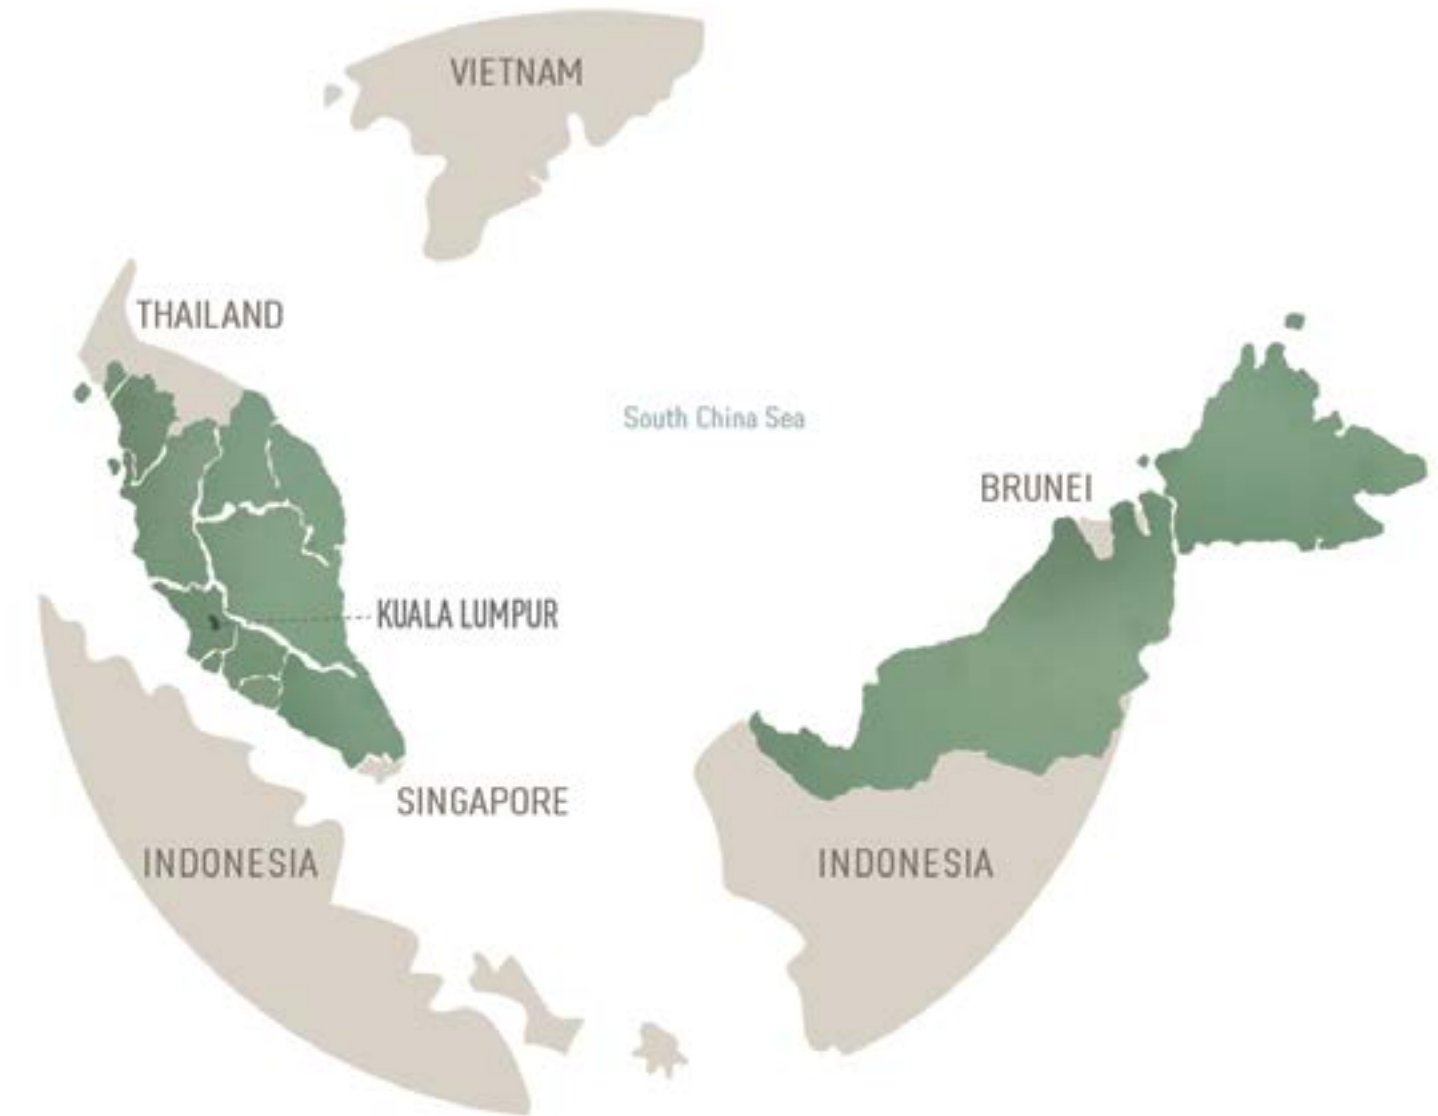 VIETNAM
THAILAND
South China Sea
BRUNEI
KUALA LUMPUR
SINGAPORE
INDONESIA
INDONESIA